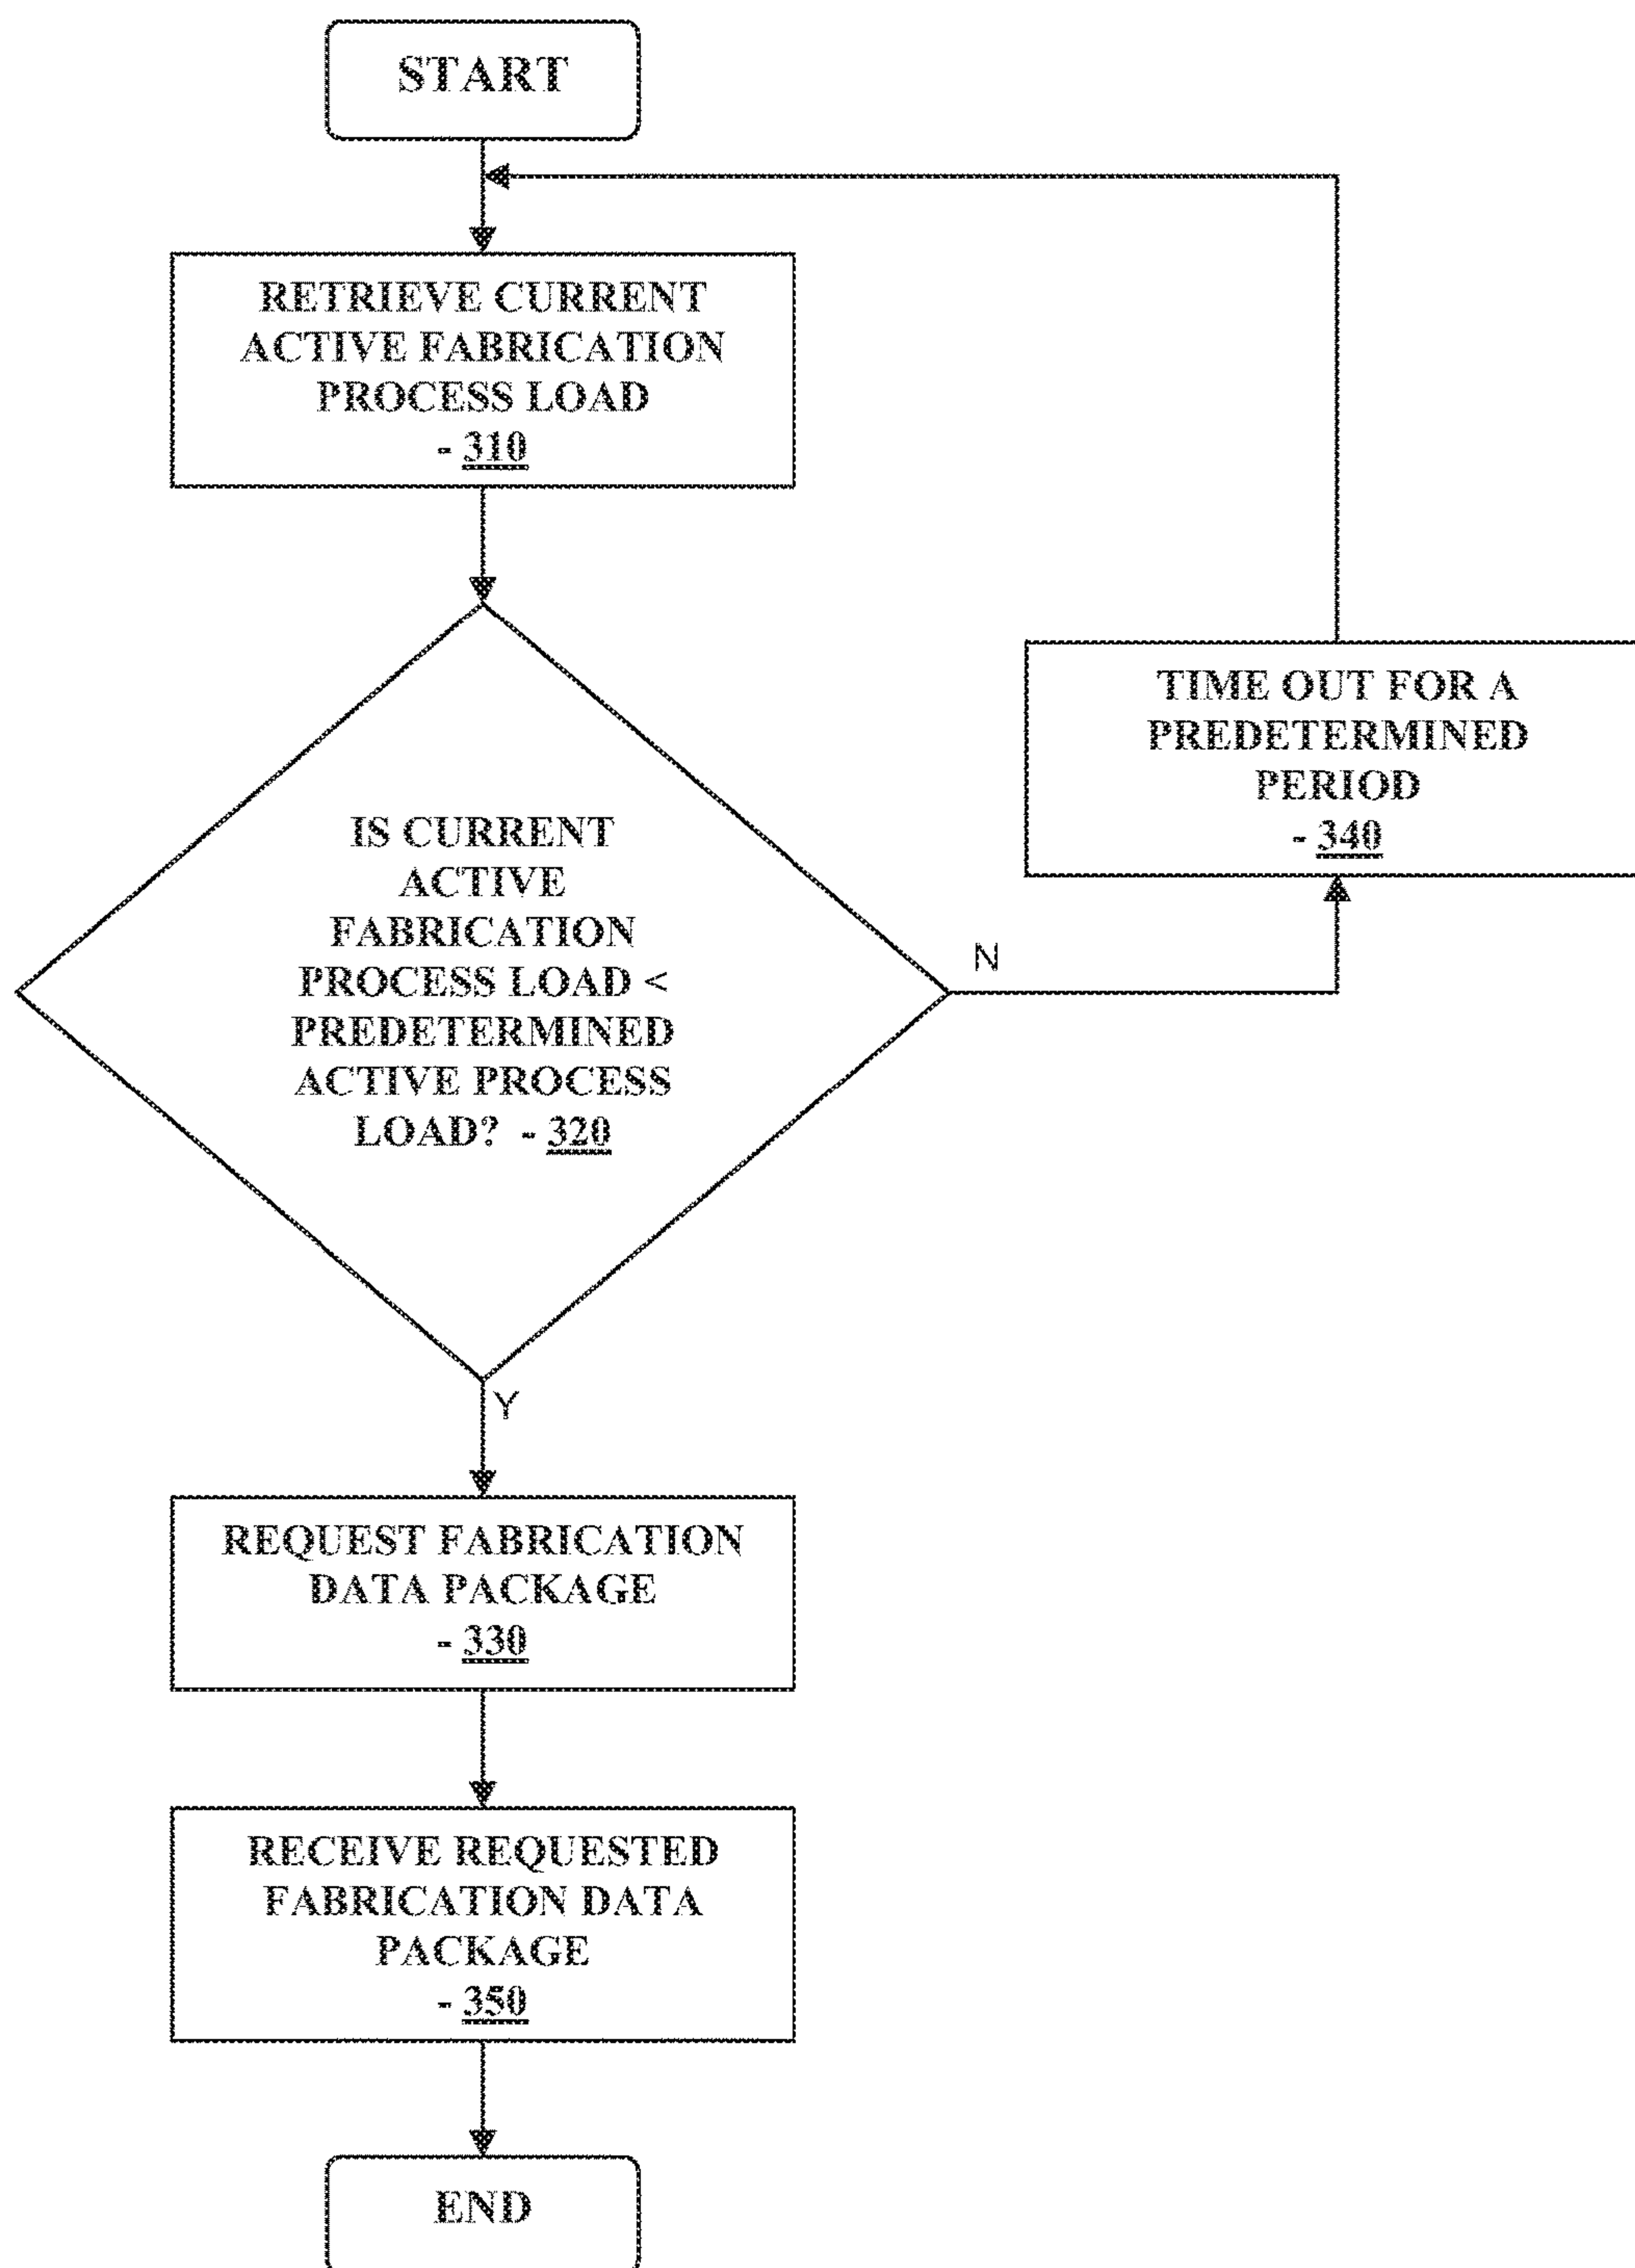 START
RETRIEVE CURRENT
ACTIVE FABRICATION
PROCESS LOAD
- 310
TIME OUT FOR A
PREDETERMINED
PERIOD
- 340
IS CURRENT
ACTIVE
FABRICATION
PROCESS LOAD <
PREDETERMINED
ACTIVE PROCESS
LOAD? - 320
N
Y
REQUEST FABRICATION
DATA PACKAGE
- 330
RECEIVE REQUESTED
FABRICATION DATA
PACKAGE
- 350
END